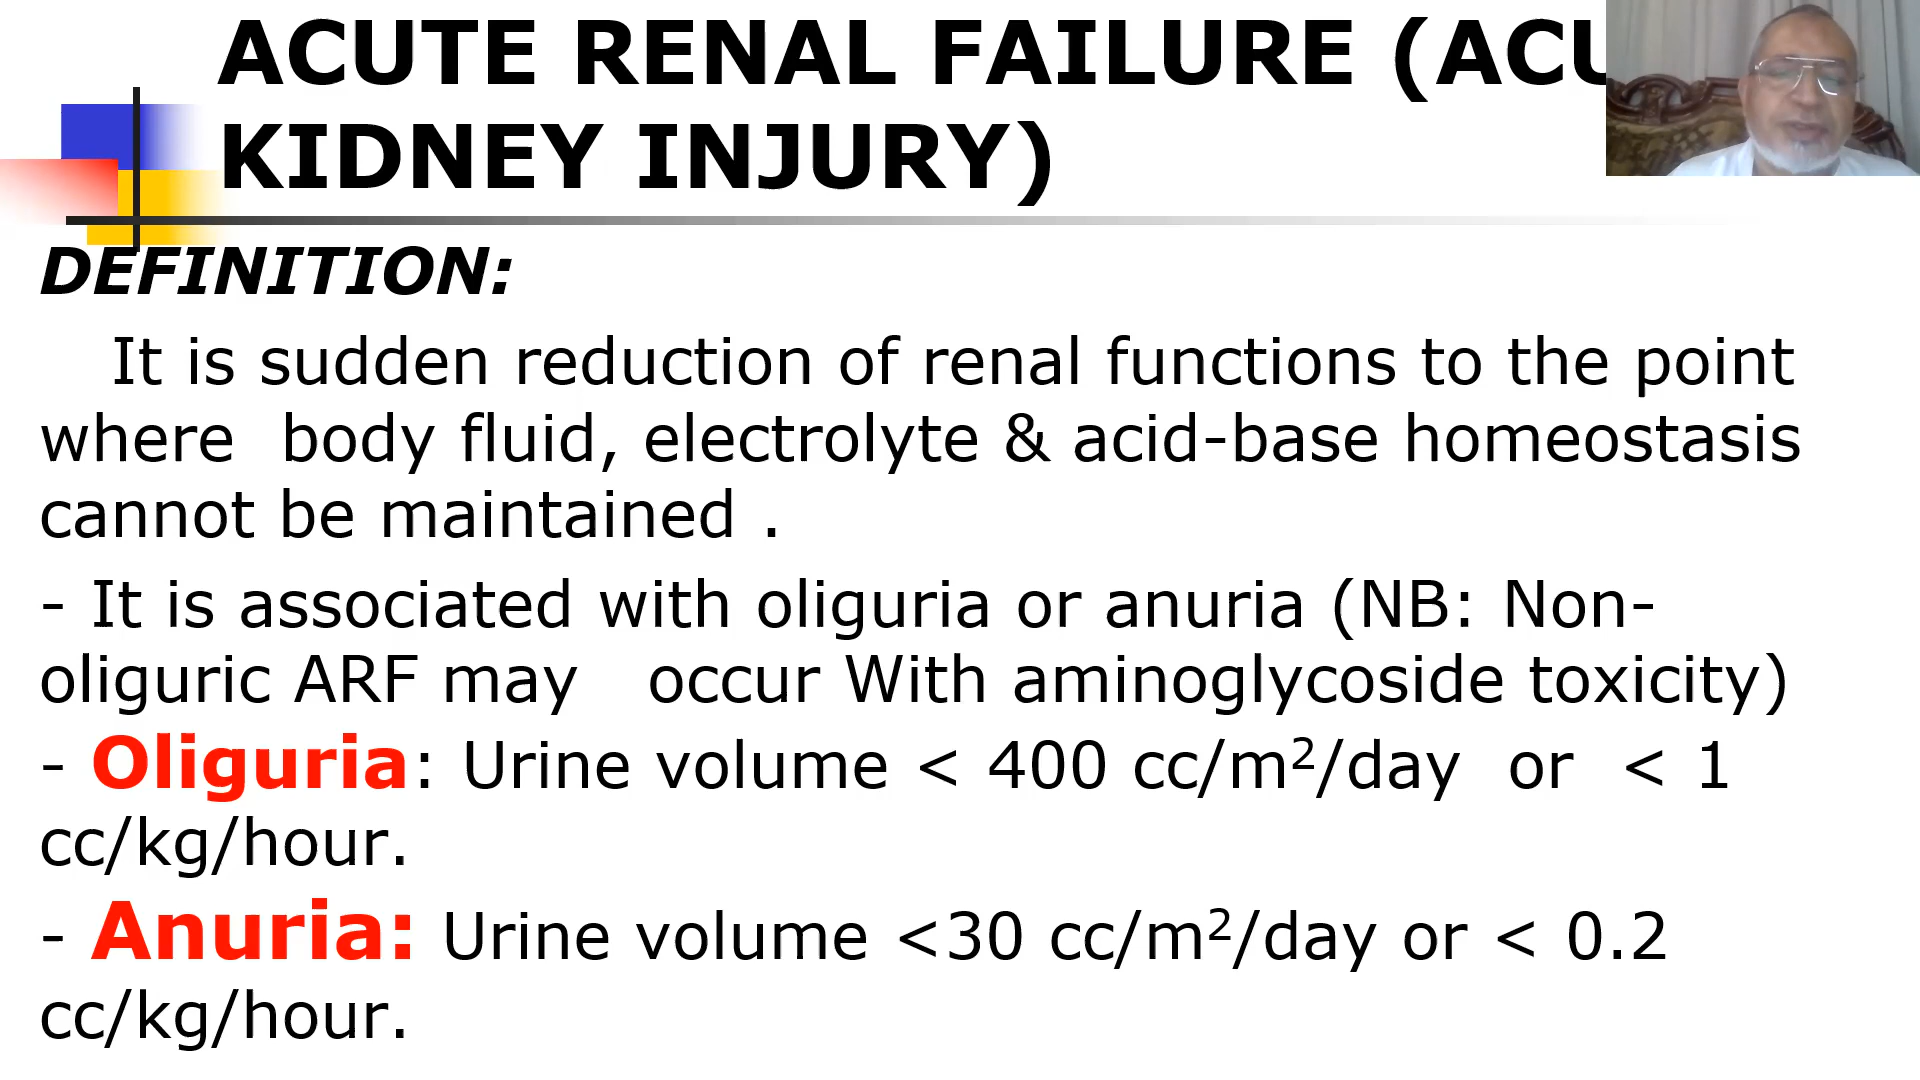 ACUTE RENAL FAILURE (ACU
KIDNEY INJURY)
DEFINITION:
It is sudden reduction of renal functions to the point
where body fluid, electrolyte & acid-base homeostasis
cannot be maintained .
- It is associated with oliguria or anuria (NB: Non-
oliguric ARF may occur With aminoglycoside toxicity)
- Oliguria: Urine volume < 400 cc/m²/day or < 1
cc/kg/hour.
- Anuria: Urine volume <30 cc/m²/day or < 0.2
cc/kg/hour.